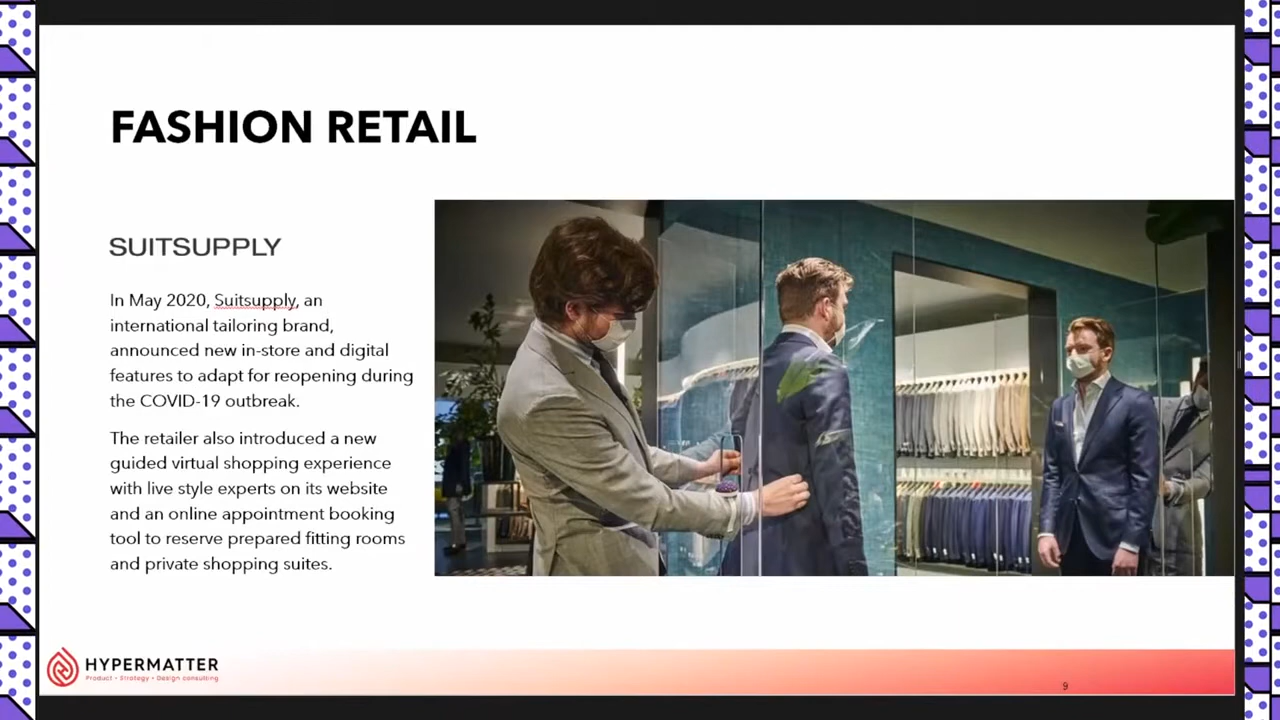 FASHION RETAIL
SUITSUPPLY
In May 2020, Suitsupply, an
international tailoring brand,
announced new in-store and digital
features to adapt for reopening during
the COVID-19 outbreak.
The retailer also introduced a new
guided virtual shopping experience
with live style experts on its website
and an online appointment booking
tool to reserve prepared fitting rooms
and private shopping suites.
HYPERMATTER
Product • Strategy • Design consulting
9